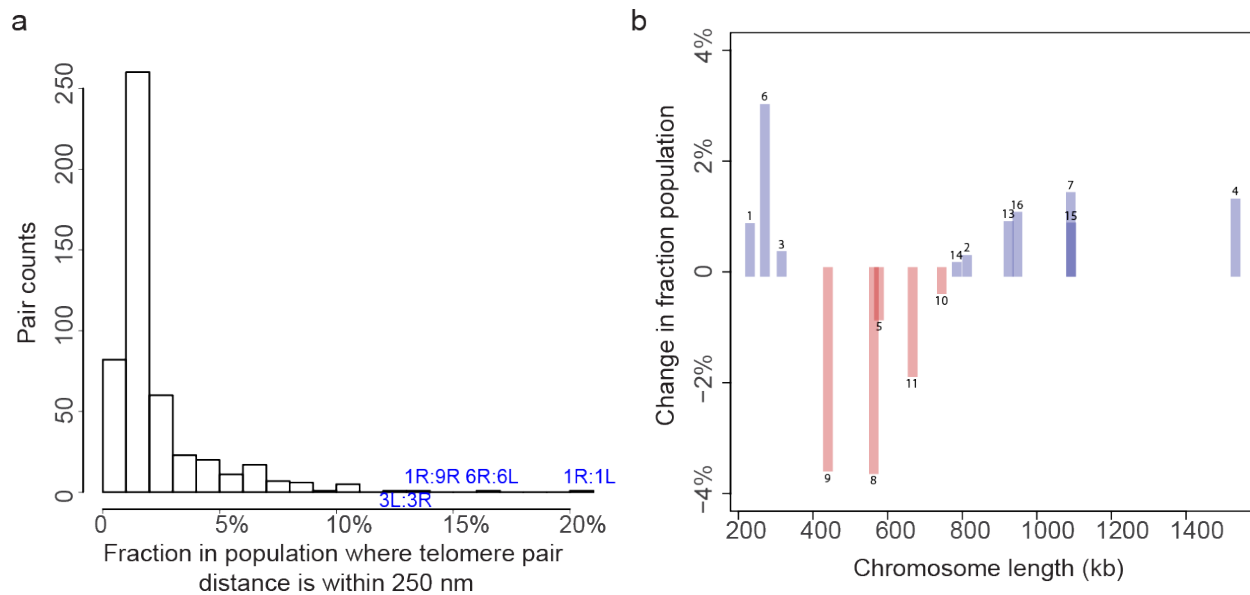 a
250
200
150
100
50
0
Pair counts
1R:9R 6R:6L 1R:1L
3L:3R
0 5% 10% 15% 20%
Fraction in population where telomere pair
distance is within 250 nm
b
4%
2%
0
−2%
−4%
Change in fraction population
6
1
3
9
8
5
11
10
14
2
13
16
7
15
4
200 400 600 800 1000 1200 1400
Chromosome length (kb)